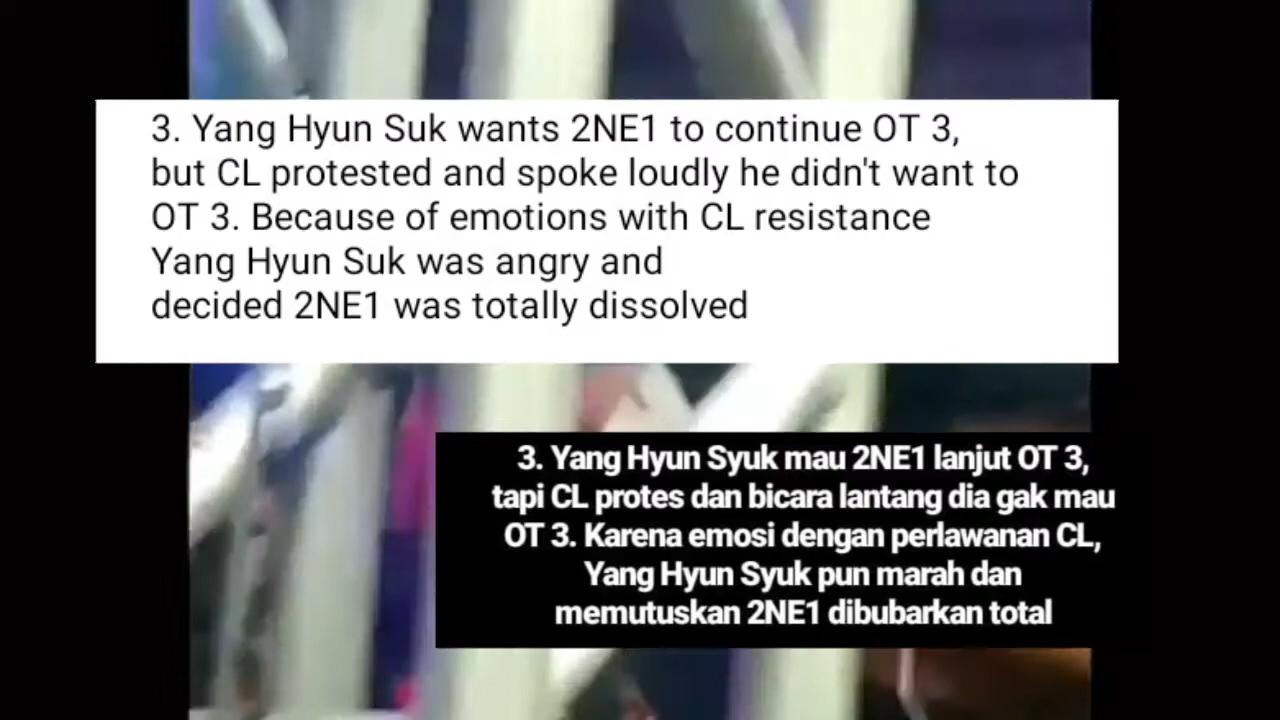 3. Yang Hyun Suk wants 2NE1 to continue OT 3,
but CL protested and spoke loudly he didn't want to
OT 3. Because of emotions with CL resistance
Yang Hyun Suk was angry and
decided 2NE1 was totally dissolved
3. Yang Hyun Syuk mau 2NE1 lanjut OT 3,
tapi CL protes dan bicara lantang dia gak mau
OT 3. Karena emosi dengan perlawanan CL,
Yang Hyun Syuk pun marah dan
memutuskan 2NE1 dibubarkan total